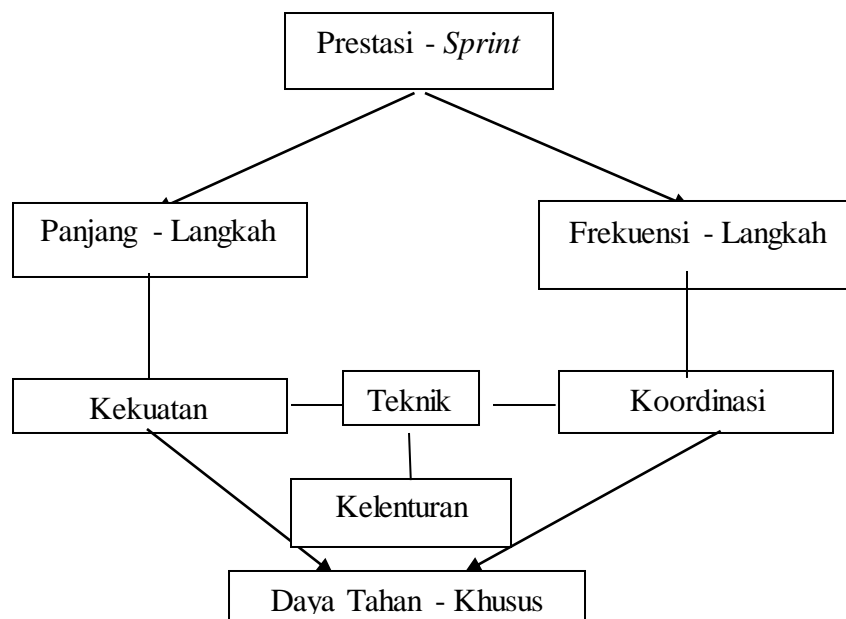 Prestasi - Sprint
Panjang - Langkah
Frekuensi - Langkah
Kekuatan
Teknik
Koordinasi
Kelenturan
Daya Tahan - Khusus